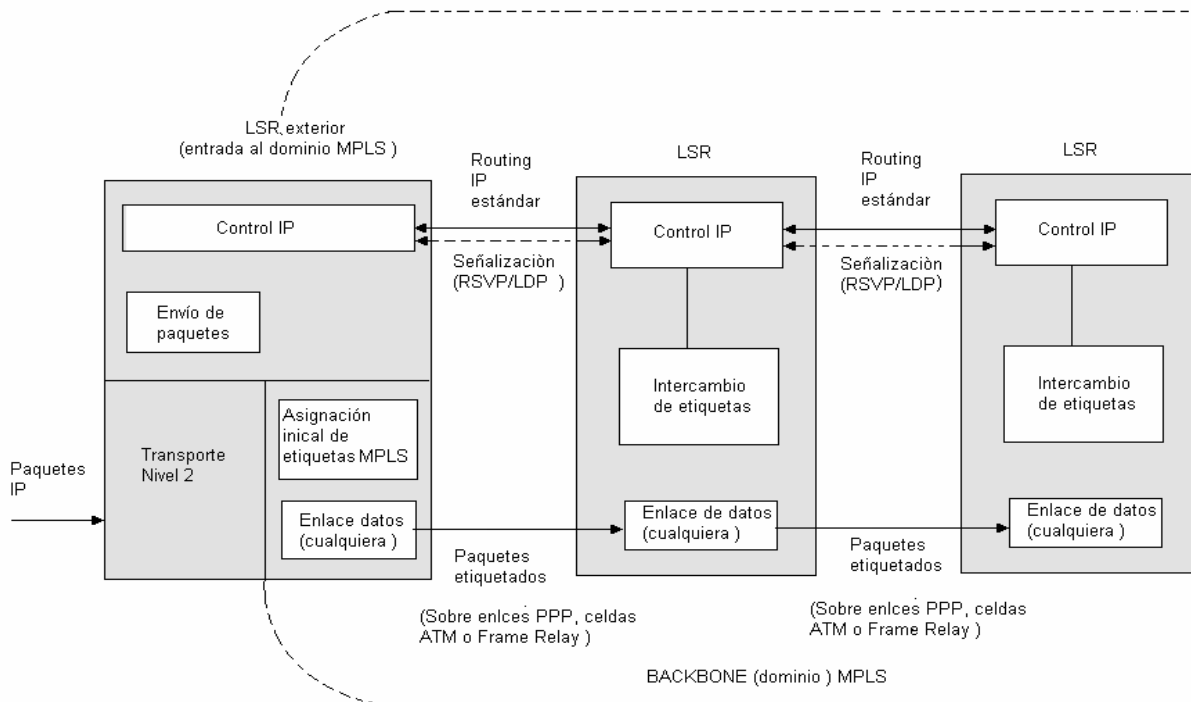 LSR exterior
(entrada al dominio MPLS )
Routing
IP
estándar
LSR
Routing
IP
estándar
LSR
Control IP
Control IP
Control IP
Señalizaciòn
(RSVP/LDP )
Señalizaciòn
(RSVP/LDP)
Envío de
paquetes
Intercambio
de etiquetas
Intercambio
de etiquetas
Asignación
inical de
etiquetas MPLS
Transporte
Nivel 2
Paquetes
IP
Enlace datos
(cualquiera )
Enlace de datos
(cualquiera )
Enlace de datos
(cualquiera )
Paquetes
etiquetados
Paquetes
etiquetados
(Sobre enlces PPP, celdas
ATM o Frame Relay )
(Sobre enlces PPP, celdas
ATM o Frame Relay )
BACKBONE (dominio ) MPLS